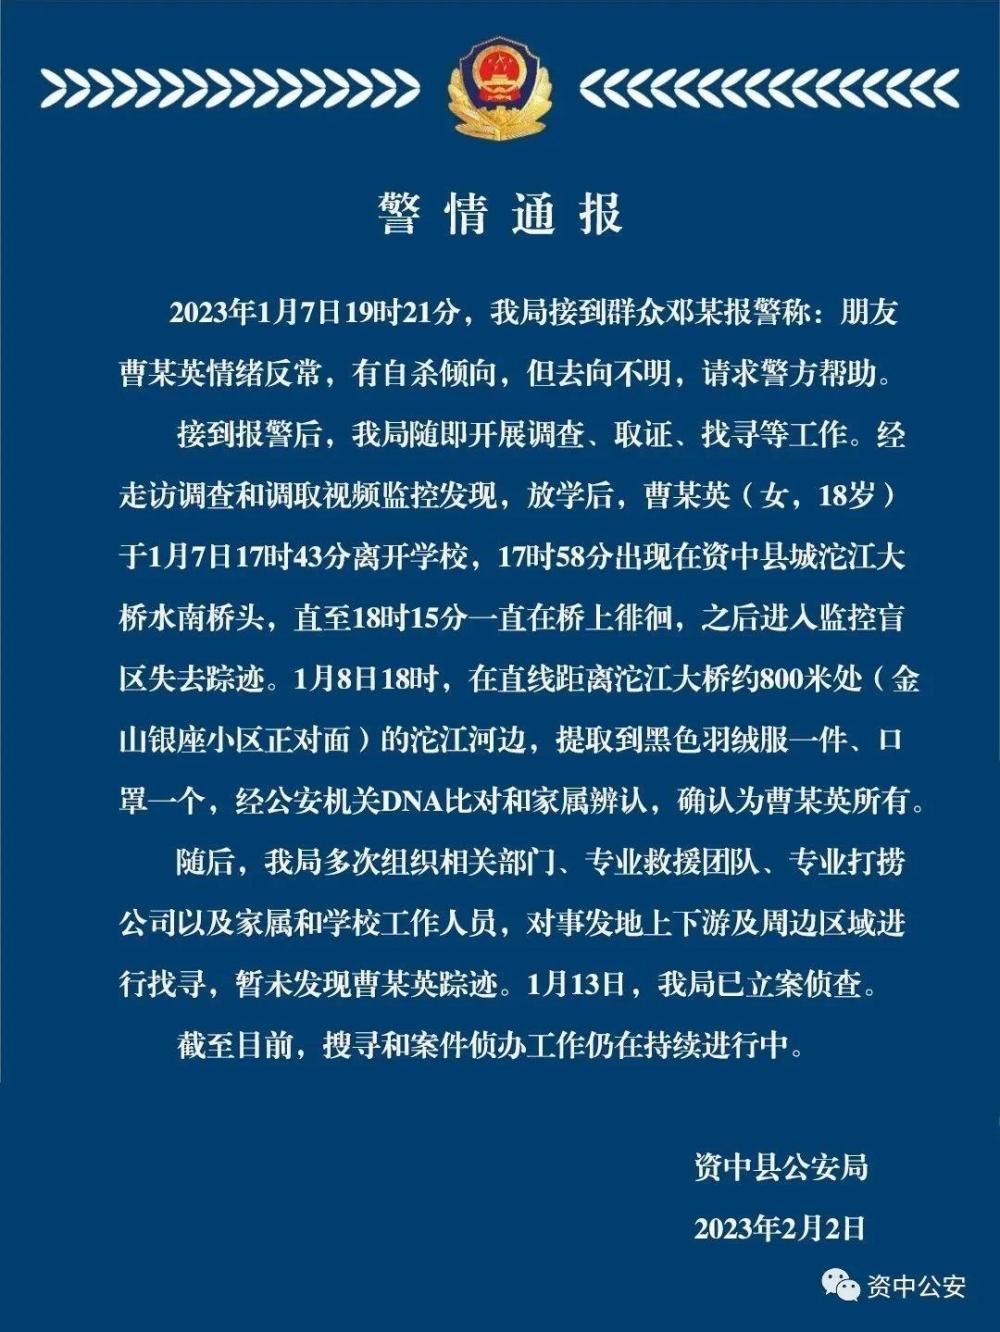 警情通报
2023年1月7日19时21分，我局接到群众邓某报警称：朋友
曹某英情绪反常，有自杀倾向，但去向不明，请求警方帮助。
接到报警后，我局随即开展调查、取证、找寻等工作。经
走访调查和调取视频监控发现，放学后，曹某英（女，18岁）
于1月7日17时43分离开学校，17时58分出现在资中县城沱江大
桥水南桥头，直至18时15分一直在桥上徘徊，之后进入监控盲
区失去踪迹。1月8日18时，在直线距离沱江大桥约800米处（金
山银座小区正对面）的沱江河边，提取到黑色羽绒服一件、口
罩一个，经公安机关DNA比对和家属辨认，确认为曹某英所有。
随后，我局多次组织相关部门、专业救援团队、专业打捞
公司以及家属和学校工作人员，对事发地上下游及周边区域进
行找寻，暂未发现曹某英踪迹。1月13日，我局已立案侦查。
截至目前，搜寻和案件侦办工作仍在持续进行中。
资中县公安局
2023年2月2日
资中公安